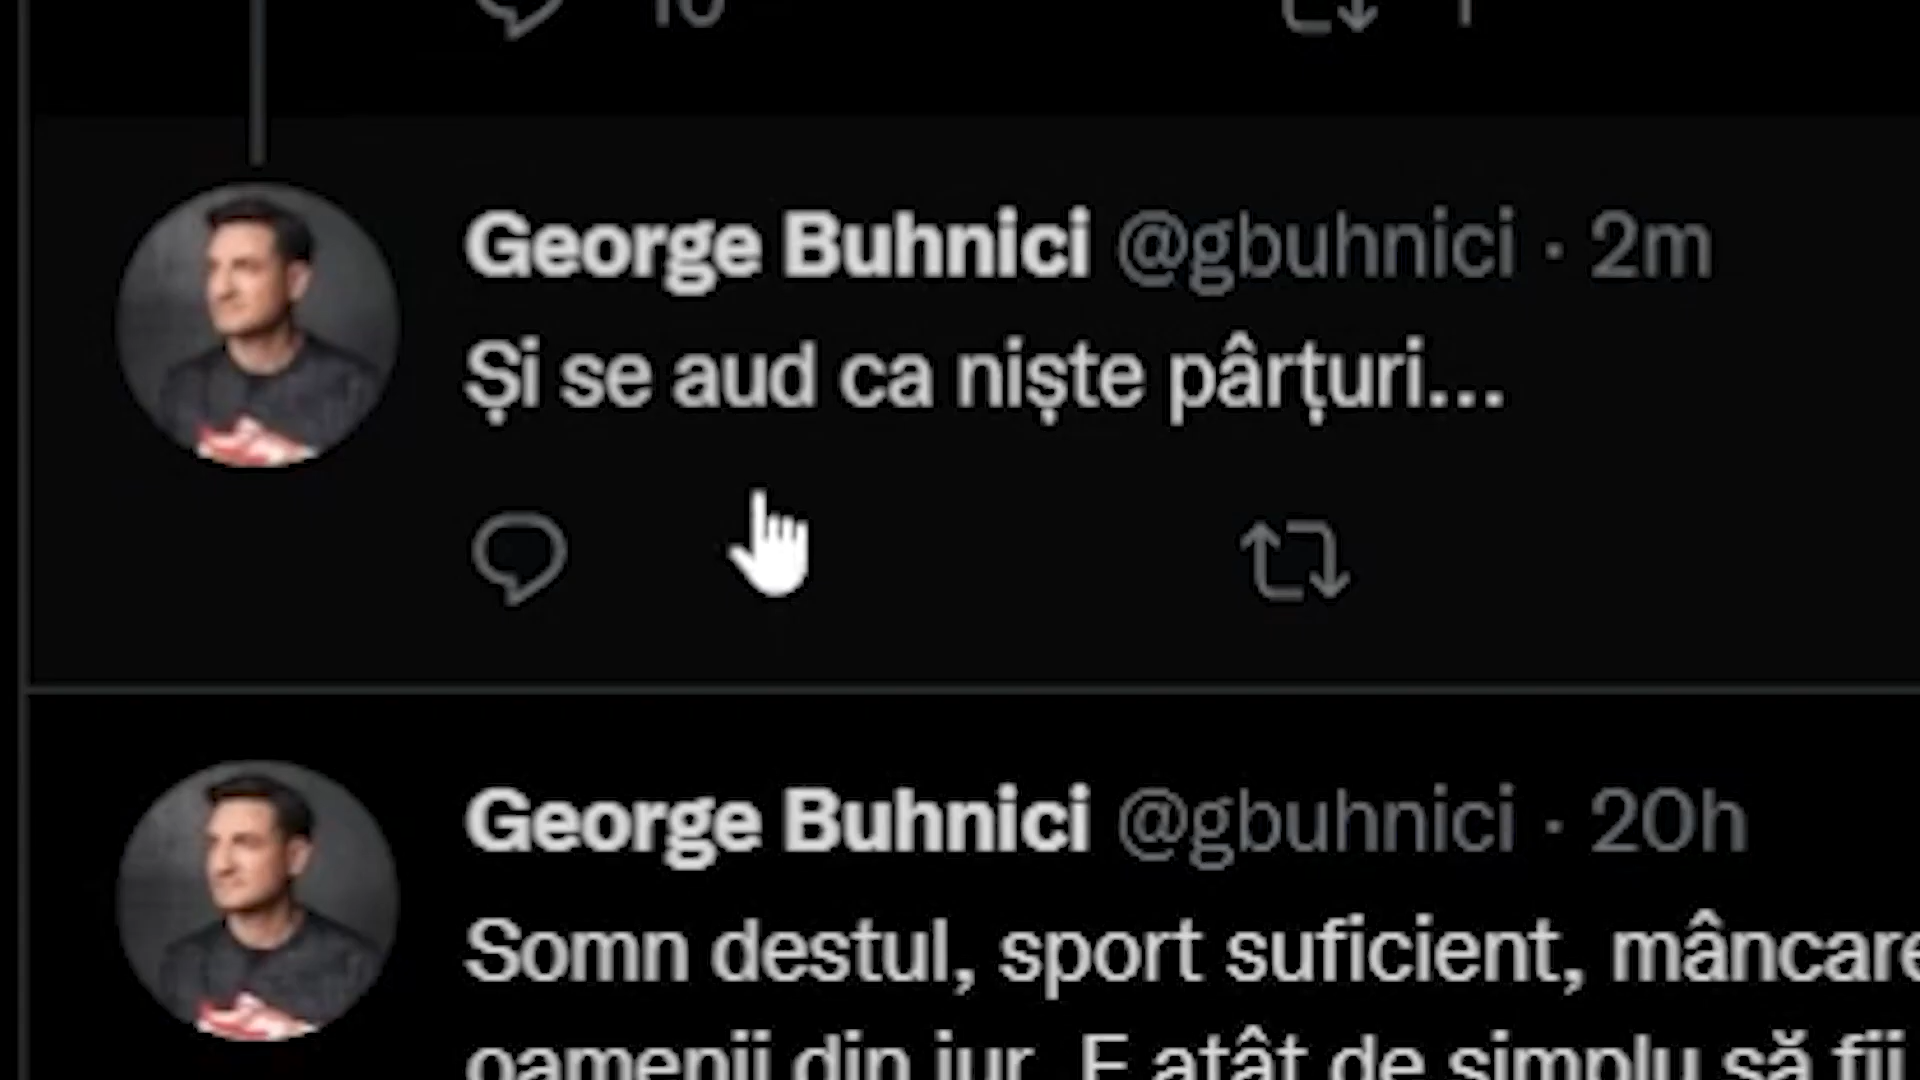 George Buhnici @gbuhnici · 2m
Și se aud ca niște pârțuri...
George Buhnici @gbuhnici · 20h
Somn destul, sport suficient, mâncare
oamenii din jur. E atât de simplu să fii